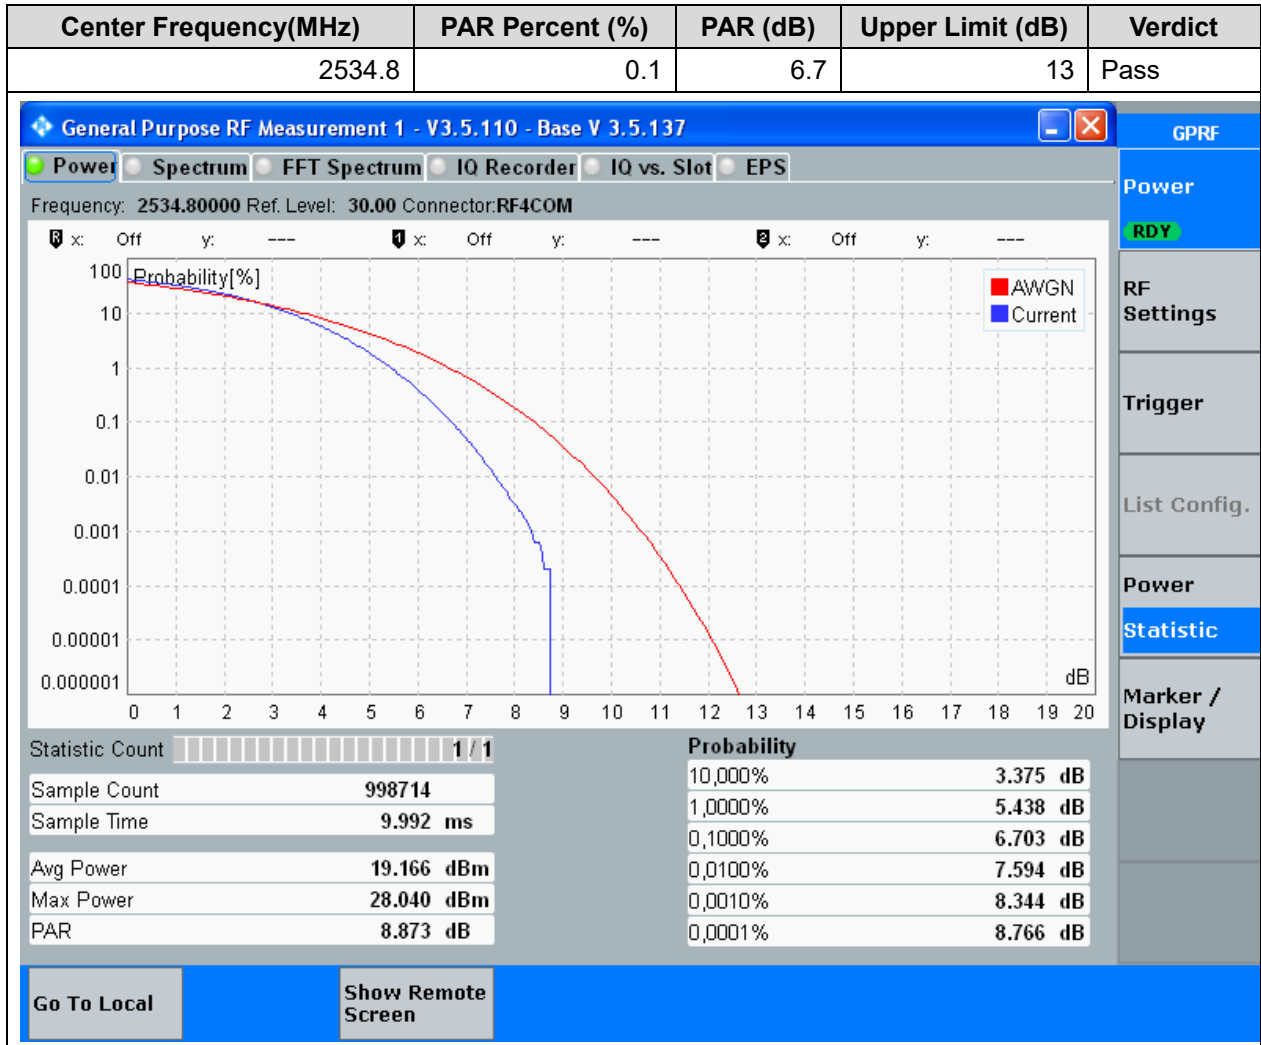 Center Frequency(MHz) PAR Percent (%) PAR (dB) Upper Limit (dB) Verdict
2534.8 0.1 6.7 13 Pass
General Purpose RF Measurement 1 - V3.5.110 - Base V 3.5.137
GPRF
Power Spectrum FFT Spectrum IQ Recorder IQ vs. Slot EPS
Frequency: 2534.80000 Ref. Level: 30.00 Connector:RF4COM
R x: Off y: --- 1 x: Off y: --- 2 x: Off y: ---
Probability[%]
AWGN
Current
100
10
1
0.1
0.01
0.001
0.0001
0.00001
0.000001
dB
0 1 2 3 4 5 6 7 8 9 10 11 12 13 14 15 16 17 18 19 20
Statistic Count 1 / 1
Sample Count 998714
Sample Time 9.992 ms
Avg Power 19.166 dBm
Max Power 28.040 dBm
PAR 8.873 dB
Probability
10,000% 3.375 dB
1,0000% 5.438 dB
0,1000% 6.703 dB
0,0100% 7.594 dB
0,0010% 8.344 dB
0,0001% 8.766 dB
Power
RDY
RF
Settings
Trigger
List Config.
Power
Statistic
Marker /
Display
Go To Local
Show Remote
Screen